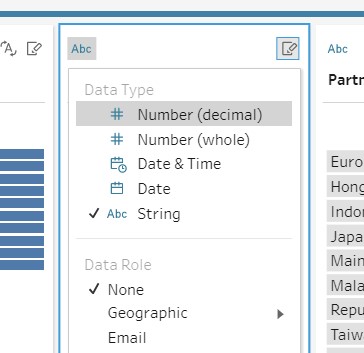 Abc
Abc
Partn
Data Type
Number (decimal)
Number (whole)
Date & Time
Date
Abc String
Data Role
None
Geographic
Email
Euro
Hong
Indo
Japa
Main
Mala
Repu
Taiw